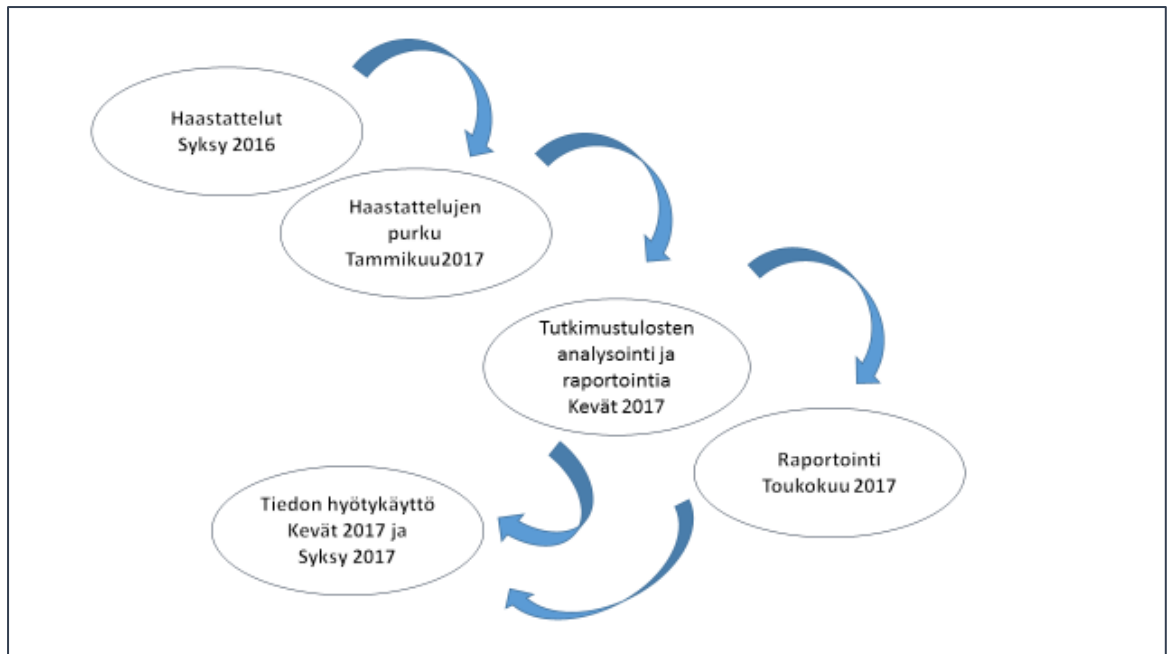 Haastattelut
Syksy 2016
Haastattelujen
purku
Tammikuu2017
Tutkimustulosten
analysointi ja
raportointia
Kevät 2017
Raportointi
Toukokuu 2017
Tiedon hyötykäyttö
Kevät 2017 ja
Syksy 2017